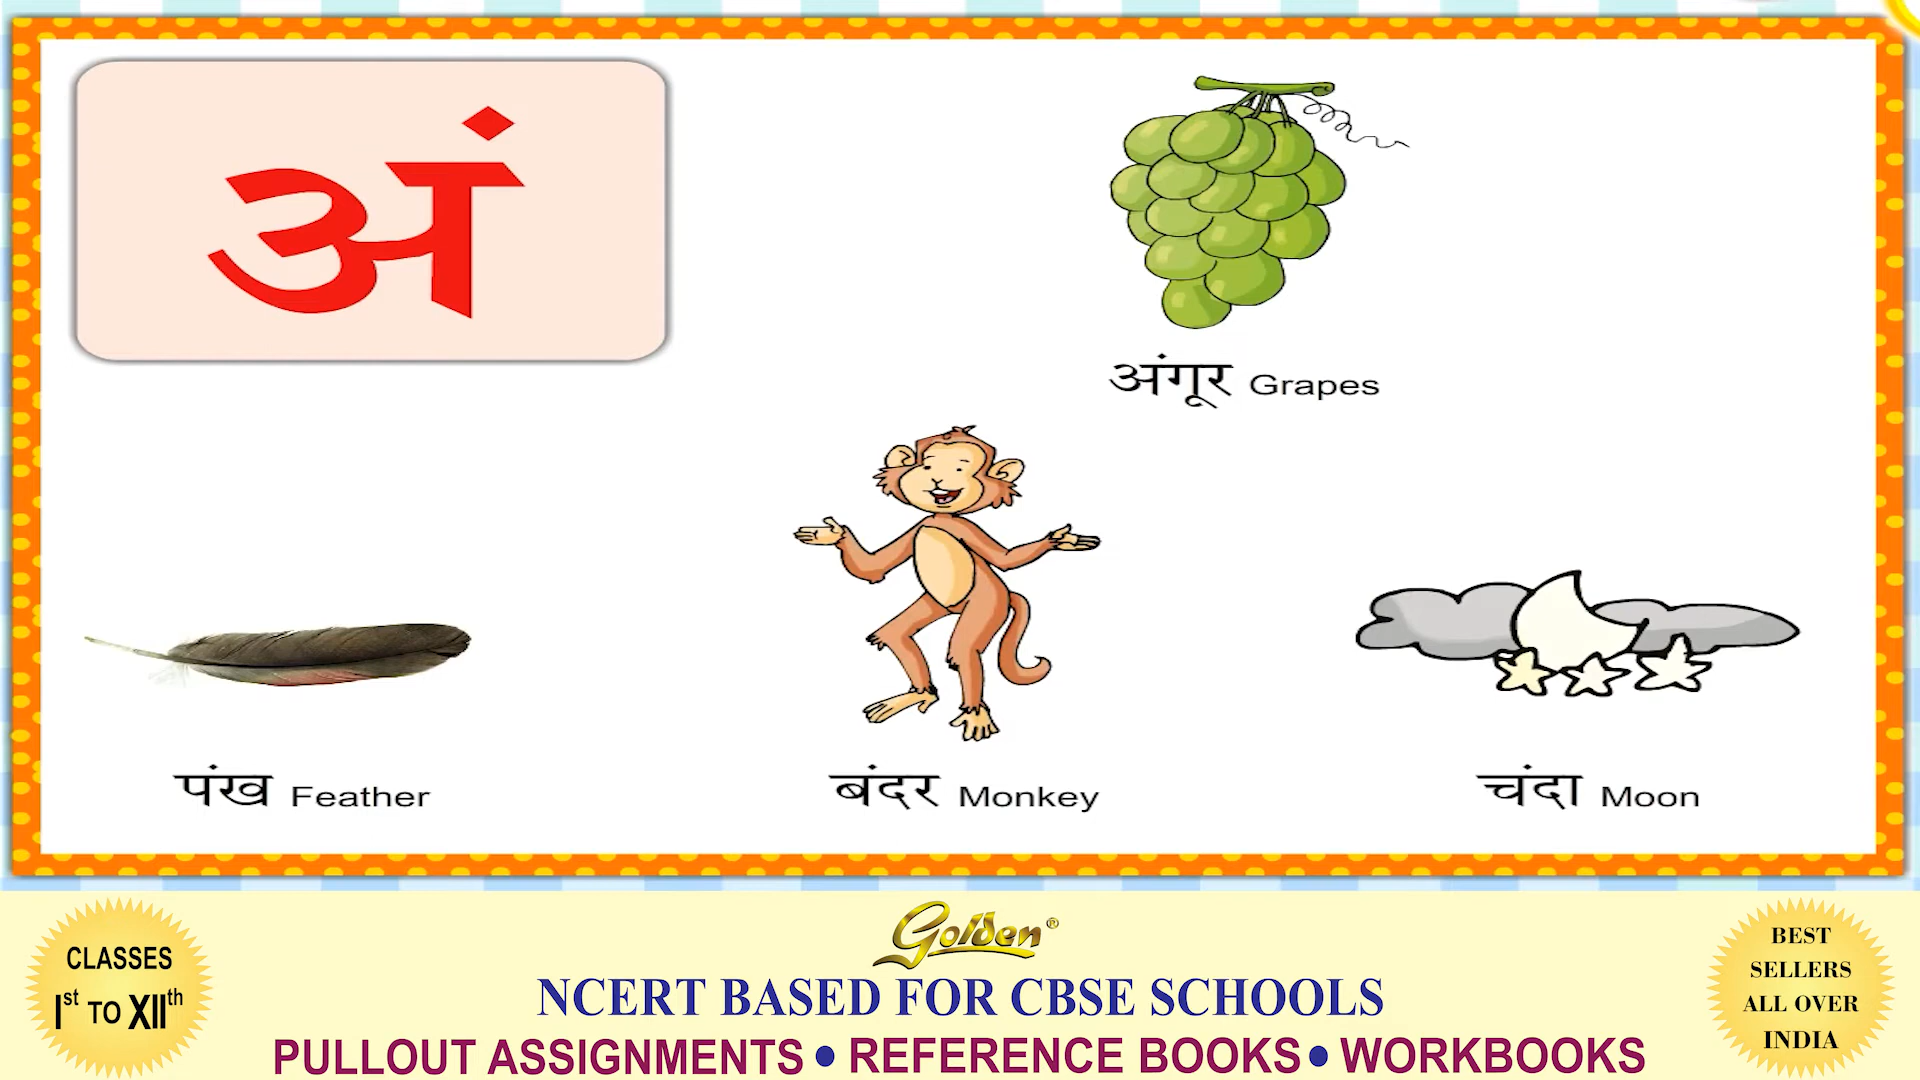 अं
अंगूर Grapes
पंख Feather
बंदर Monkey
चंदा Moon
CLASSES
Ist TO XIIth
Golden®
NCERT BASED FOR CBSE SCHOOLS
PULLOUT ASSIGNMENTS • REFERENCE BOOKS • WORKBOOKS
BEST
SELLERS
ALL OVER
INDIA